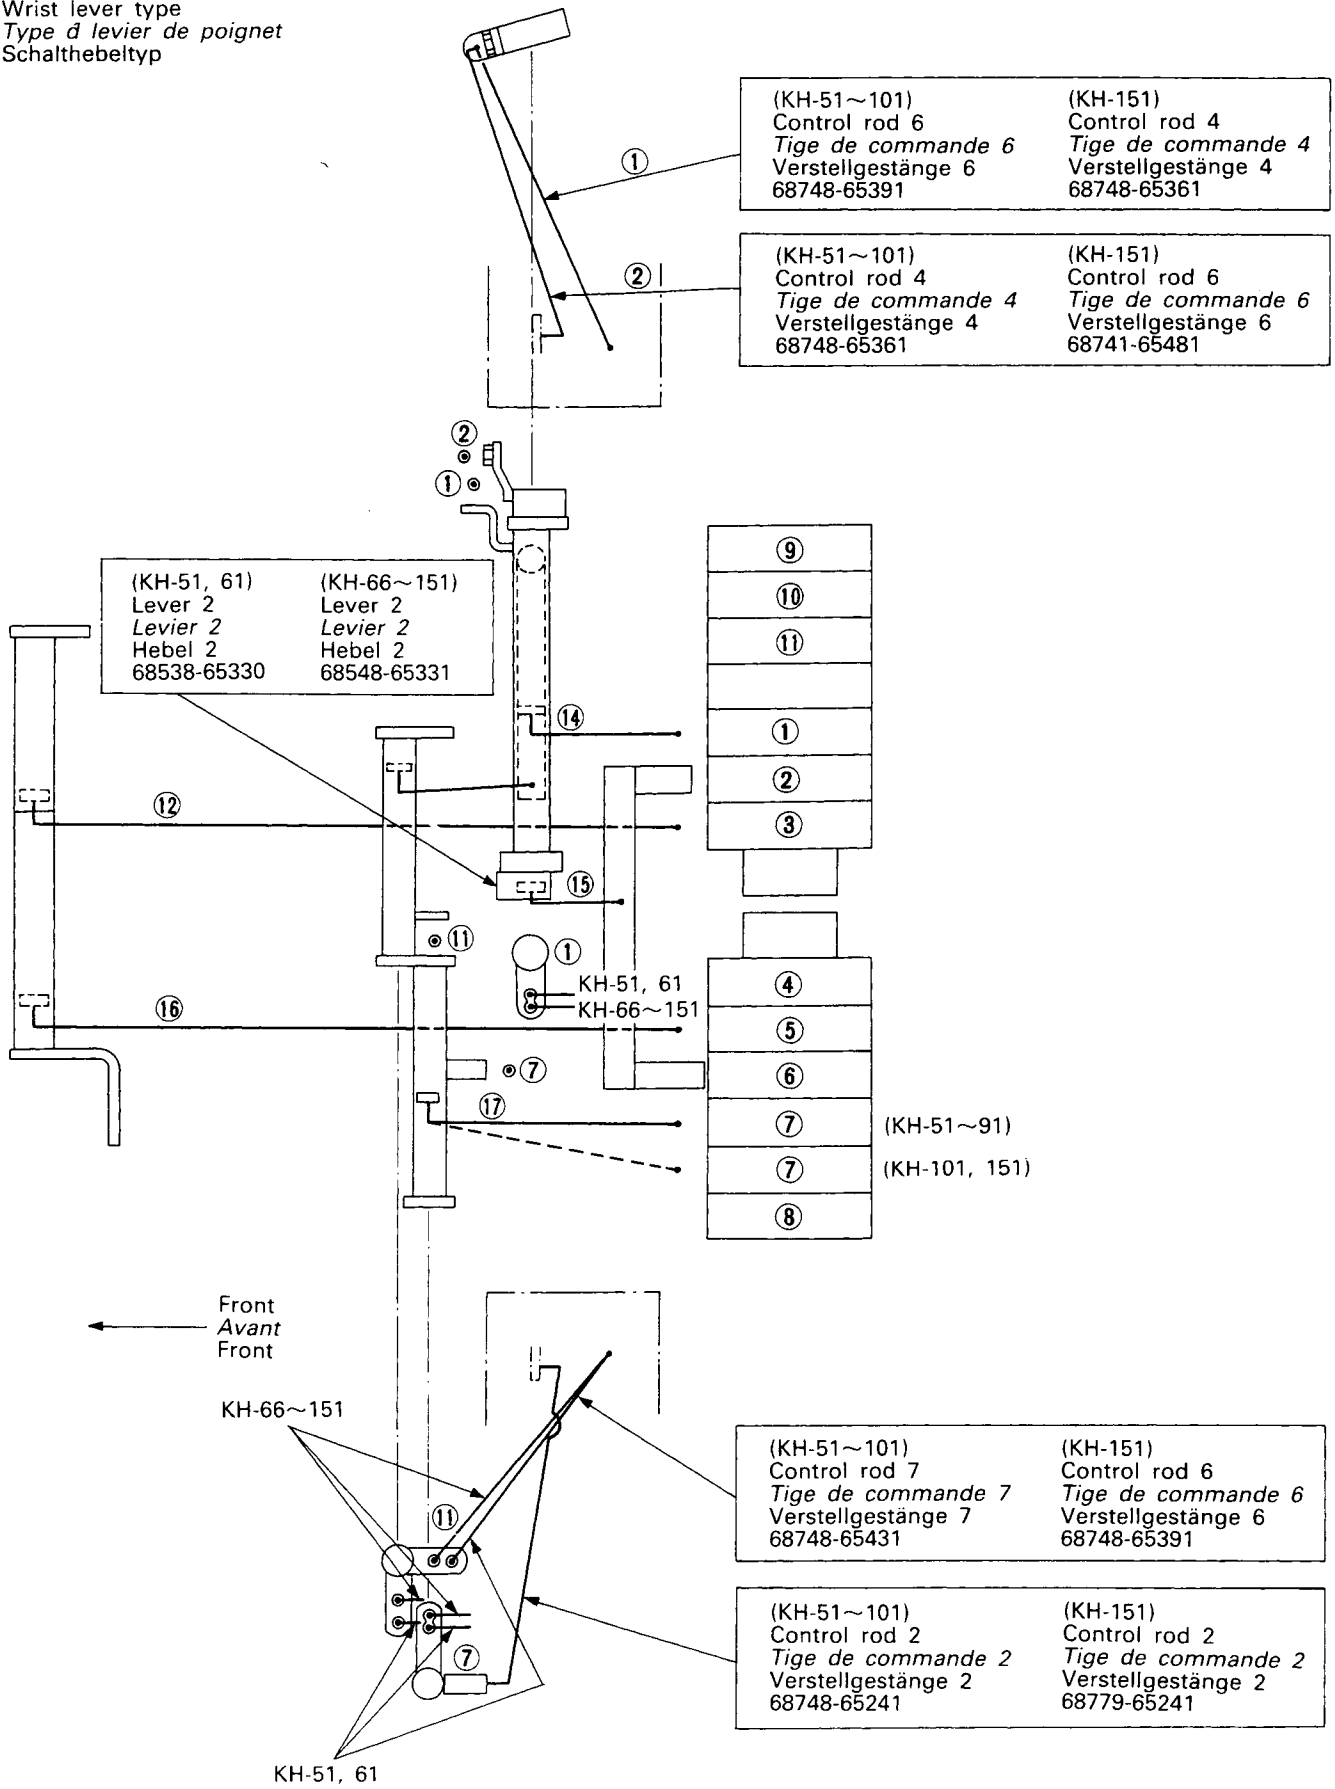 Wrist lever type
Type d levier de poignet
Schalthebeltyp
(KH-51~101)
Control rod 6
Tige de commande 6
Verstellgestänge 6
68748-65391
(KH-151)
Control rod 4
Tige de commande 4
Verstellgestänge 4
68748-65361
①
(KH-51~101)
Control rod 4
Tige de commande 4
Verstellgestänge 4
68748-65361
(KH-151)
Control rod 6
Tige de commande 6
Verstellgestänge 6
68741-65481
②
②
①
(KH-51, 61)
Lever 2
Levier 2
Hebel 2
68538-65330
(KH-66~151)
Lever 2
Levier 2
Hebel 2
68548-65331
⑨
⑩
⑪
①
②
③
⑭
⑫
⑮
⑪
①
KH-51, 61
KH-66~151
⑯
⑦
⑰
④
⑤
⑥
⑦ (KH-51~91)
⑦ (KH-101, 151)
⑧
Front
Avant
Front
KH-66~151
⑪
⑦
KH-51, 61
(KH-51~101)
Control rod 7
Tige de commande 7
Verstellgestänge 7
68748-65431
(KH-151)
Control rod 6
Tige de commande 6
Verstellgestänge 6
68748-65391
(KH-51~101)
Control rod 2
Tige de commande 2
Verstellgestänge 2
68748-65241
(KH-151)
Control rod 2
Tige de commande 2
Verstellgestänge 2
68779-65241